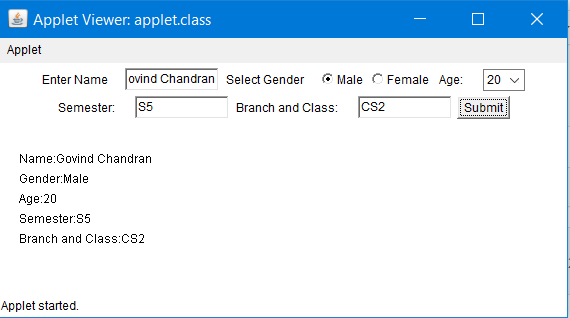 Applet Viewer: applet.class
Applet
Enter Name ovind Chandran Select Gender Male Female Age: 20
Semester: S5 Branch and Class: CS2 Submit
Name:Govind Chandran
Gender:Male
Age:20
Semester:S5
Branch and Class:CS2
Applet started.